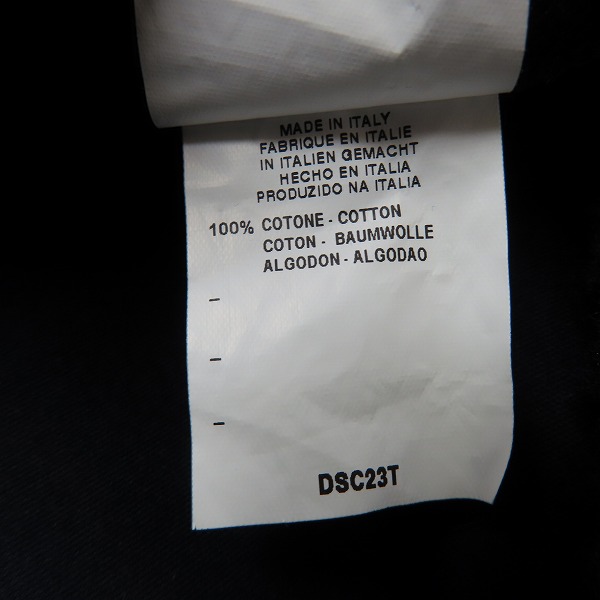 MADE IN ITALY
FABRIQUE EN ITALIE
IN ITALIEN GEMACHT
HECHO EN ITALIA
PRODUZIDO NA ITALIA
100% COTONE - COTTON
COTON - BAUMWOLLE
ALGODON - ALGODAO
-
-
-
DSC23T